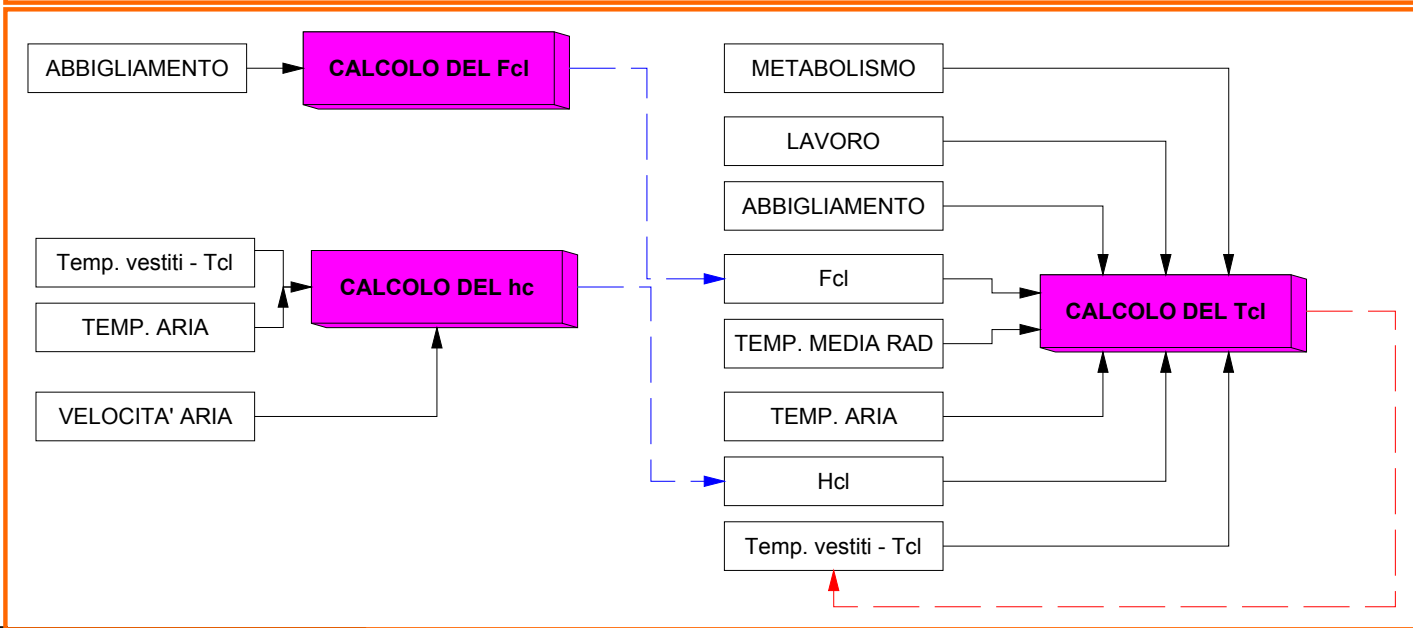 ABBIGLIAMENTO
CALCOLO DEL Fcl
Temp. vestiti - Tcl
TEMP. ARIA
VELOCITA' ARIA
CALCOLO DEL hc
METABOLISMO
LAVORO
ABBIGLIAMENTO
Fcl
TEMP. MEDIA RAD
TEMP. ARIA
Hcl
Temp. vestiti - Tcl
CALCOLO DEL Tcl